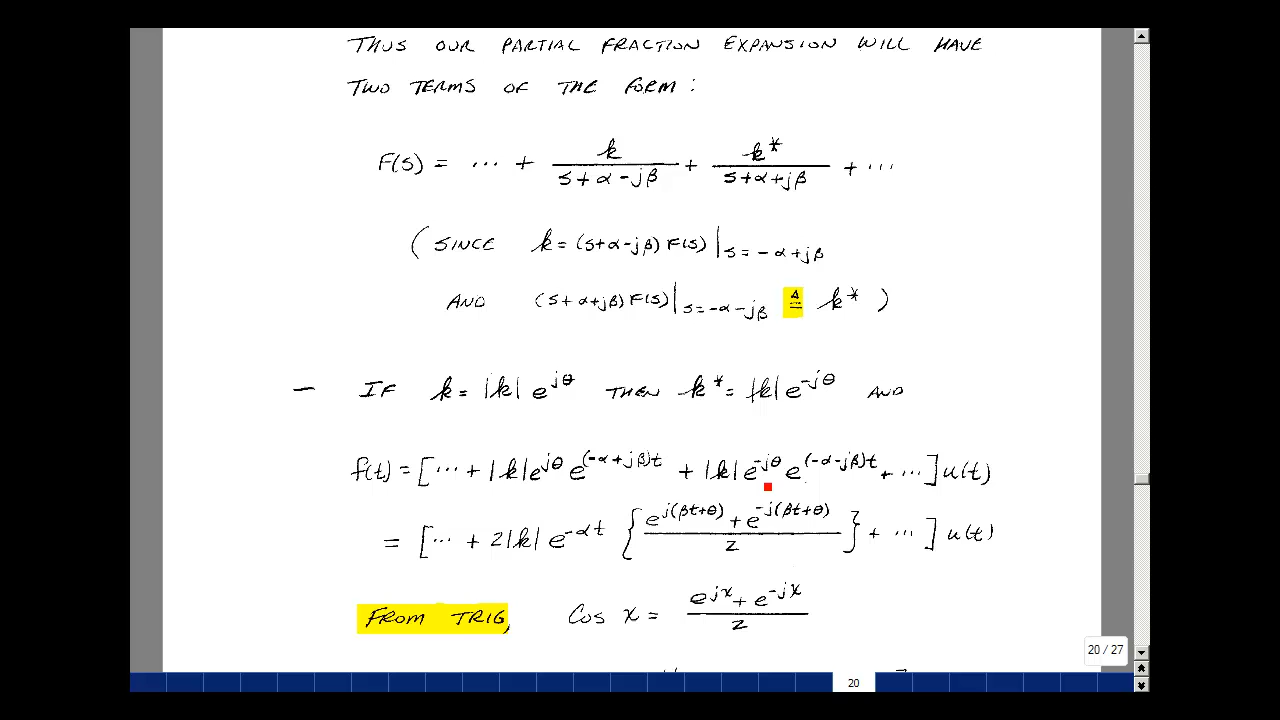 THUS OUR PARTIAL FRACTION EXPANSION WILL HAVE
TWO TERMS OF THE FORM:
F(s) = ... + k/(s+α-jβ) + k*/(s+α+jβ) + ...
(SINCE k = (s+α-jβ) F(s) |s=-α+jβ
AND (s+α+jβ) F(s) |s=-α-jβ ≜ k*)
— IF k = |k| e^{jθ} THEN k* = |k| e^{-jθ} AND
f(t) = [... + |k| e^{jθ} e^{(-α+jβ)t} + |k| e^{-jθ} e^{(-α-jβ)t} + ...] u(t)
= [... + 2|k| e^{-αt} { (e^{j(βt+θ)} + e^{-j(βt+θ)})/2 } + ...] u(t)
FROM TRIG, COS x = (e^{jx} + e^{-jx})/2
20 / 27
20